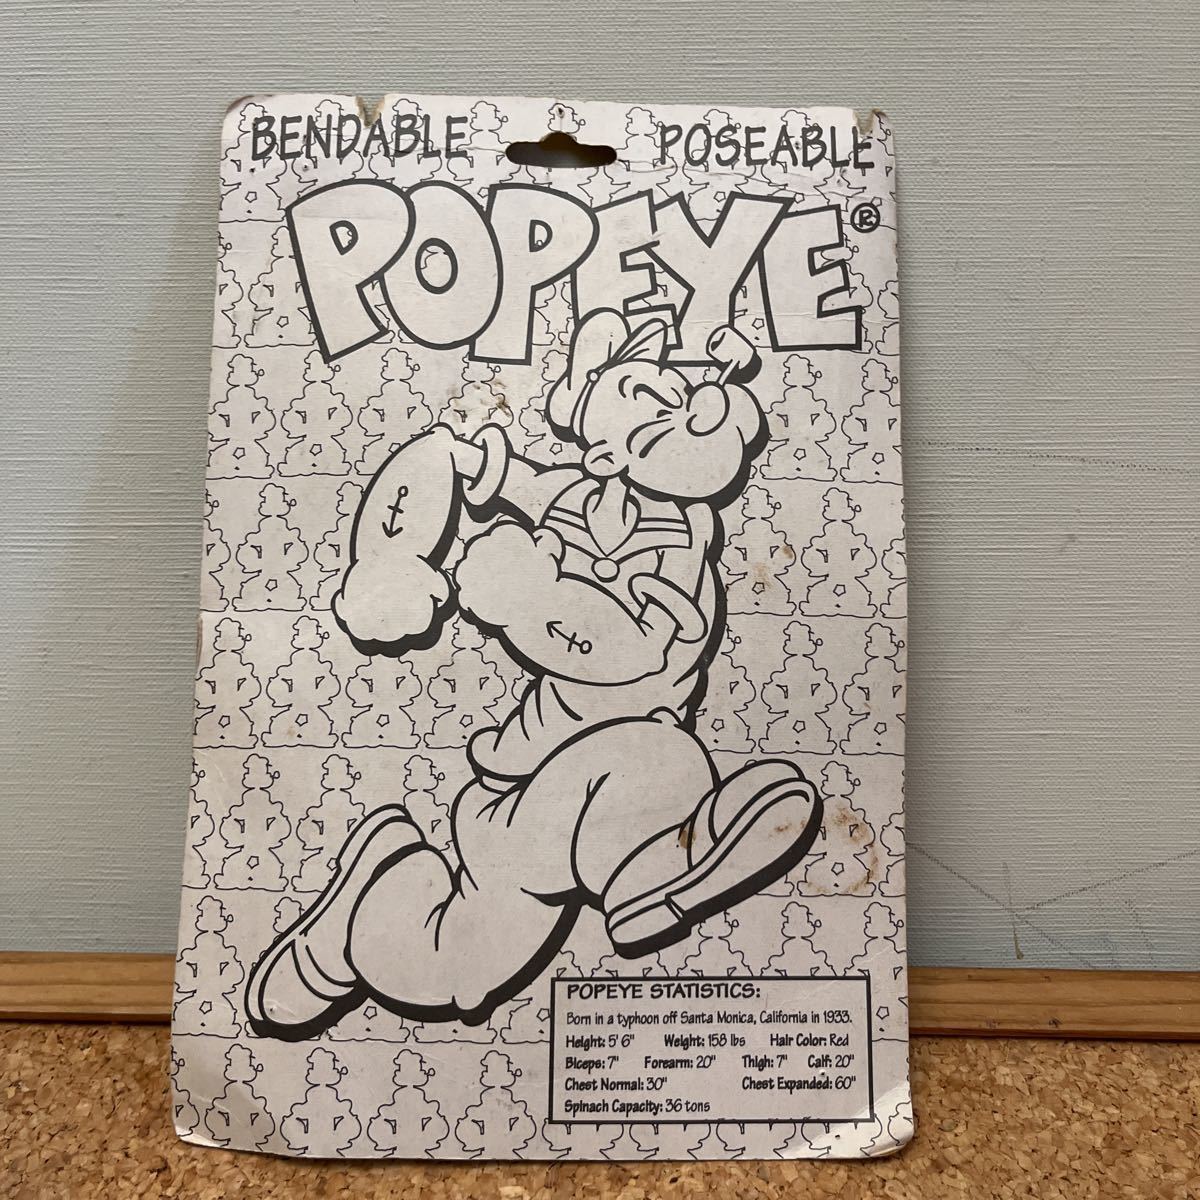 BENDABLE POSEABLE
POPEYE®
POPEYE STATISTICS:
Born in a typhoon off Santa Monica, California in 1933.
Height: 5' 6" Weight: 158 lbs Hair Color: Red
Biceps: 7" Forearm: 20" Thigh: 7" Calf: 20"
Chest Normal: 30" Chest Expanded: 60"
Spinach Capacity: 36 tons